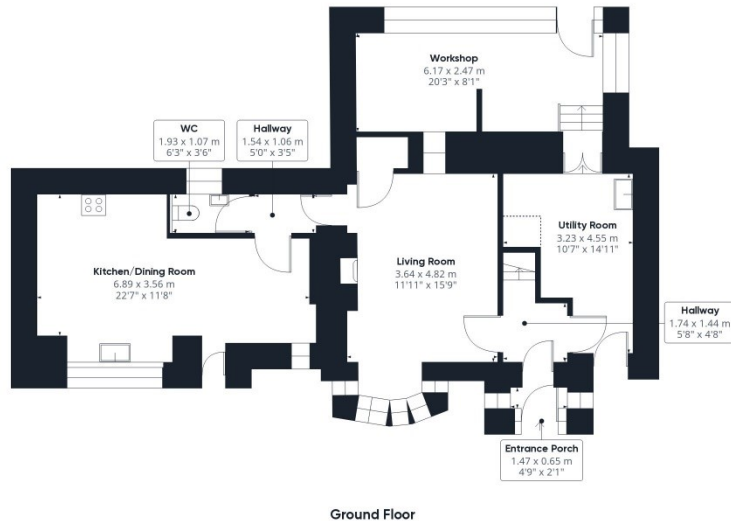 Workshop
6.17 x 2.47 m
20'3" x 8'1"
WC
1.93 x 1.07 m
6'3" x 3'6"
Hallway
1.54 x 1.06 m
5'0" x 3'5"
Utility Room
3.23 x 4.55 m
10'7" x 14'11"
Kitchen/Dining Room
6.89 x 3.56 m
22'7" x 11'8"
Living Room
3.64 x 4.82 m
11'11" x 15'9"
Hallway
1.74 x 1.44 m
5'8" x 4'8"
Entrance Porch
1.47 x 0.65 m
4'9" x 2'1"
Ground Floor